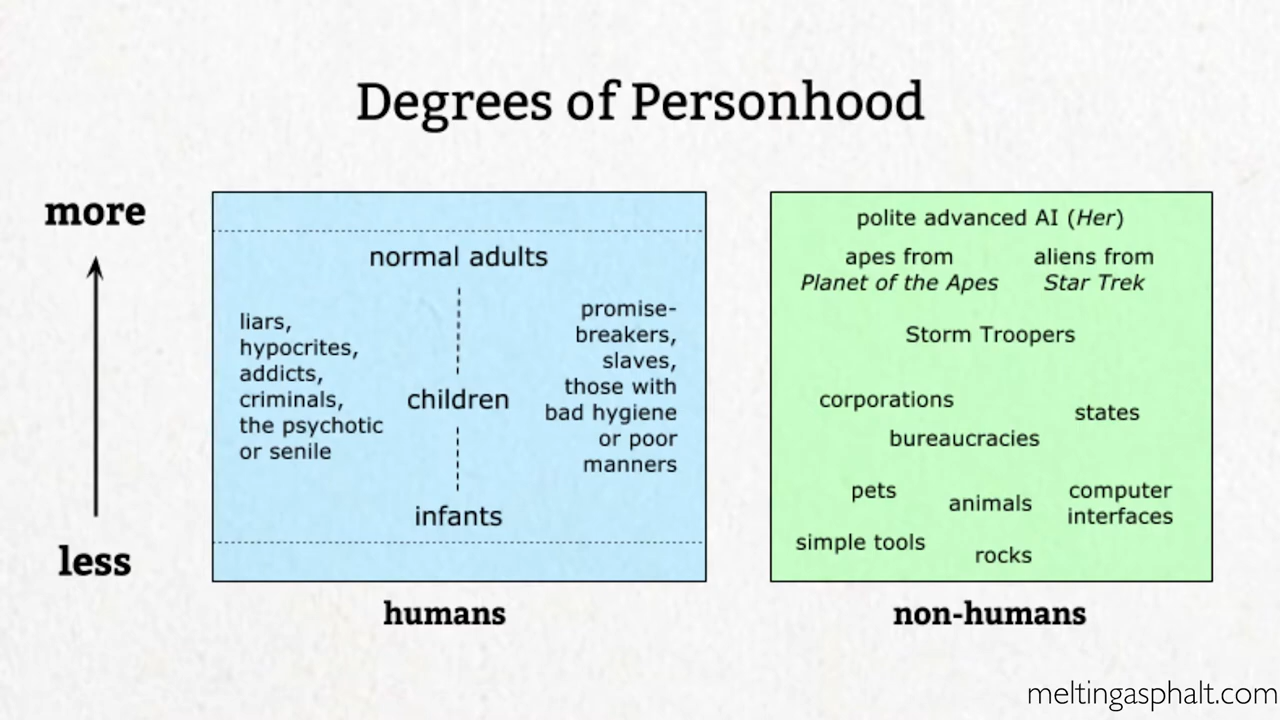 Degrees of Personhood
more
less
normal adults
liars,
hypocrites,
addicts,
criminals,
the psychotic
or senile
children
infants
promise-
breakers,
slaves,
those with
bad hygiene
or poor
manners
humans
polite advanced AI (Her)
apes from
Planet of the Apes
aliens from
Star Trek
Storm Troopers
corporations
states
bureaucracies
pets
animals
computer
interfaces
simple tools
rocks
non-humans
meltingasphalt.com